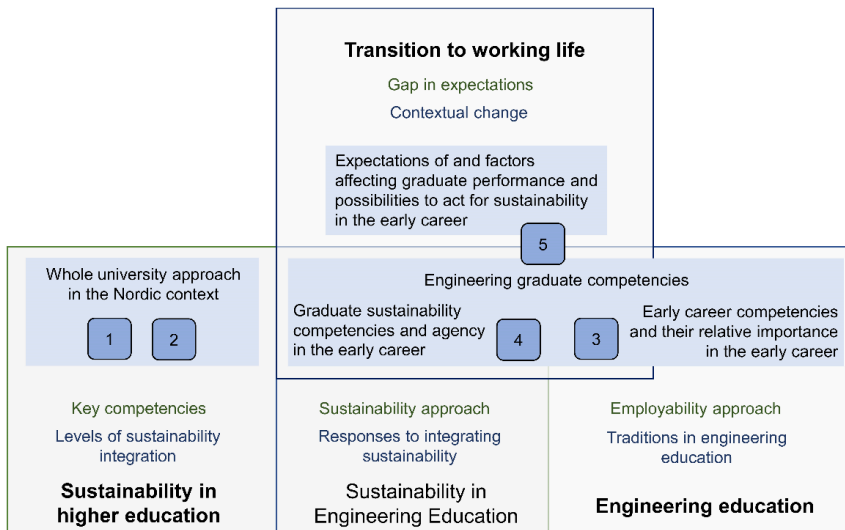 Transition to working life
Gap in expectations
Contextual change
Expectations of and factors
affecting graduate performance and
possibilities to act for sustainability
in the early career
5
Whole university approach
in the Nordic context
1
2
Engineering graduate competencies
Graduate sustainability
competencies and agency
in the early career
4
3
Early career competencies
and their relative importance
in the early career
Key competencies
Levels of sustainability
integration
Sustainability in
higher education
Sustainability approach
Responses to integrating
sustainability
Sustainability in
Engineering Education
Employability approach
Traditions in engineering
education
Engineering education